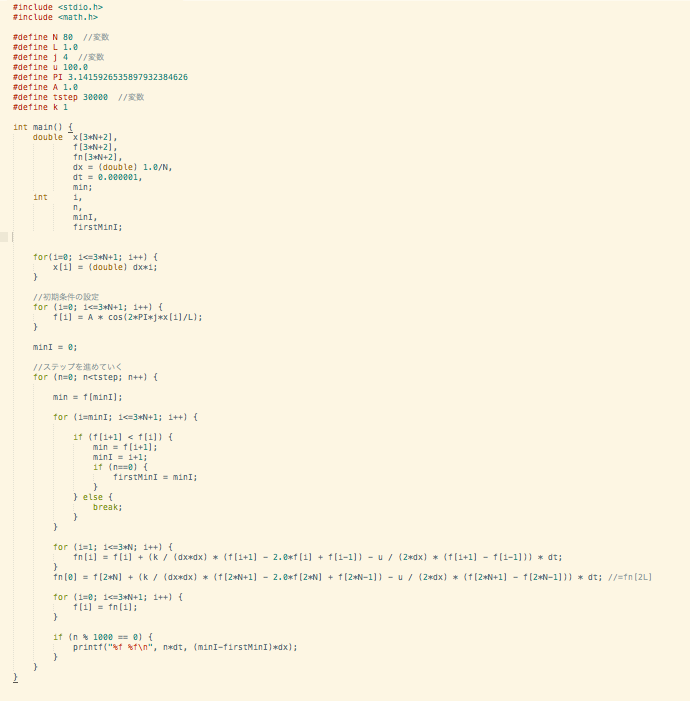 #include <stdio.h>
#include <math.h>

#define N 80  //変数
#define L 1.0
#define j 4  //変数
#define u 100.0
#define PI 3.1415926535897932384626
#define A 1.0
#define tstep 30000  //変数
#define k 1

int main() {
    double  x[3*N+2],
            f[3*N+2],
            fn[3*N+2],
            dx = (double) 1.0/N,
            dt = 0.000001,
            min;
    int     i,
            n,
            minI,
            firstMinI;

    for(i=0; i<=3*N+1; i++) {
        x[i] = (double) dx*i;
    }

    //初期条件の設定
    for (i=0; i<=3*N+1; i++) {
        f[i] = A * cos(2*PI*j*x[i]/L);
    }

    minI = 0;

    //ステップを進めていく
    for (n=0; n<tstep; n++) {

        min = f[minI];

        for (i=minI; i<=3*N+1; i++) {

            if (f[i+1] < f[i]) {
                min = f[i+1];
                minI = i+1;
                if (n==0) {
                    firstMinI = minI;
                }
            } else {
                break;
            }
        }

        for (i=1; i<=3*N; i++) {
            fn[i] = f[i] + (k / (dx*dx) * (f[i+1] - 2.0*f[i] + f[i-1]) - u / (2*dx) * (f[i+1] - f[i-1])) * dt;
        }
        fn[0] = f[2*N] + (k / (dx*dx) * (f[2*N+1] - 2.0*f[2*N] + f[2*N-1]) - u / (2*dx) * (f[2*N+1] - f[2*N-1])) * dt; //=fn[2L]

        for (i=0; i<=3*N+1; i++) {
            f[i] = fn[i];
        }

        if (n % 1000 == 0) {
            printf("%f %f\n", n*dt, (minI-firstMinI)*dx);
        }
    }
}